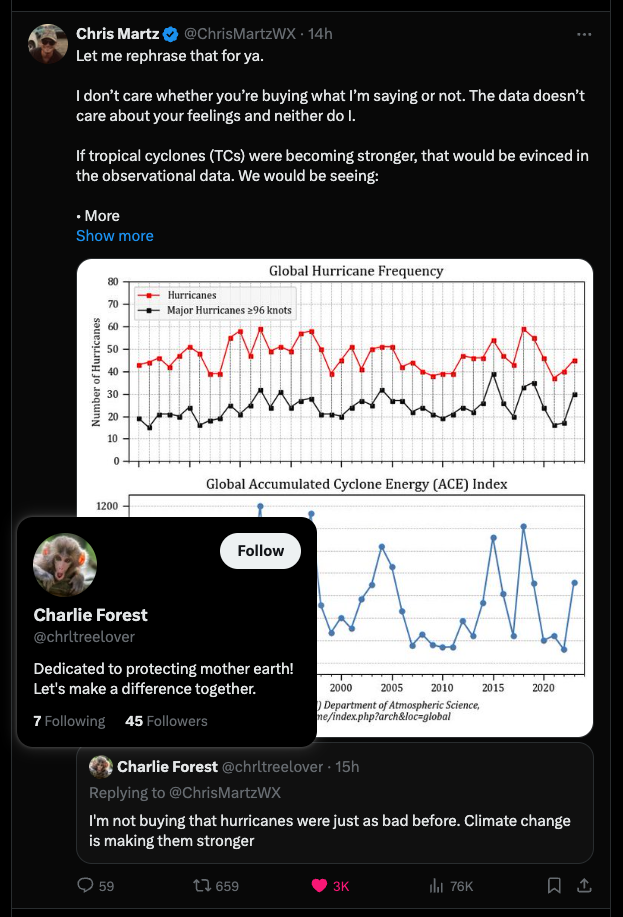 Chris Martz @ChrisMartzWX · 14h
Let me rephrase that for ya.
I don’t care whether you’re buying what I’m saying or not. The data doesn’t
care about your feelings and neither do I.
If tropical cyclones (TCs) were becoming stronger, that would be evinced in
the observational data. We would be seeing:
• More
Show more
Global Hurricane Frequency
Hurricanes
Major Hurricanes ≥96 knots
Number of Hurricanes
80
70
60
50
40
30
20
10
0
Global Accumulated Cyclone Energy (ACE) Index
1200
2000 2005 2010 2015 2020
) Department of Atmospheric Science,
me/index.php?arch&loc=global
Follow
Charlie Forest
@chrltreelover
Dedicated to protecting mother earth!
Let's make a difference together.
7 Following 45 Followers
Charlie Forest @chrltreelover · 15h
Replying to @ChrisMartzWX
I'm not buying that hurricanes were just as bad before. Climate change
is making them stronger
59 659 3K 76K